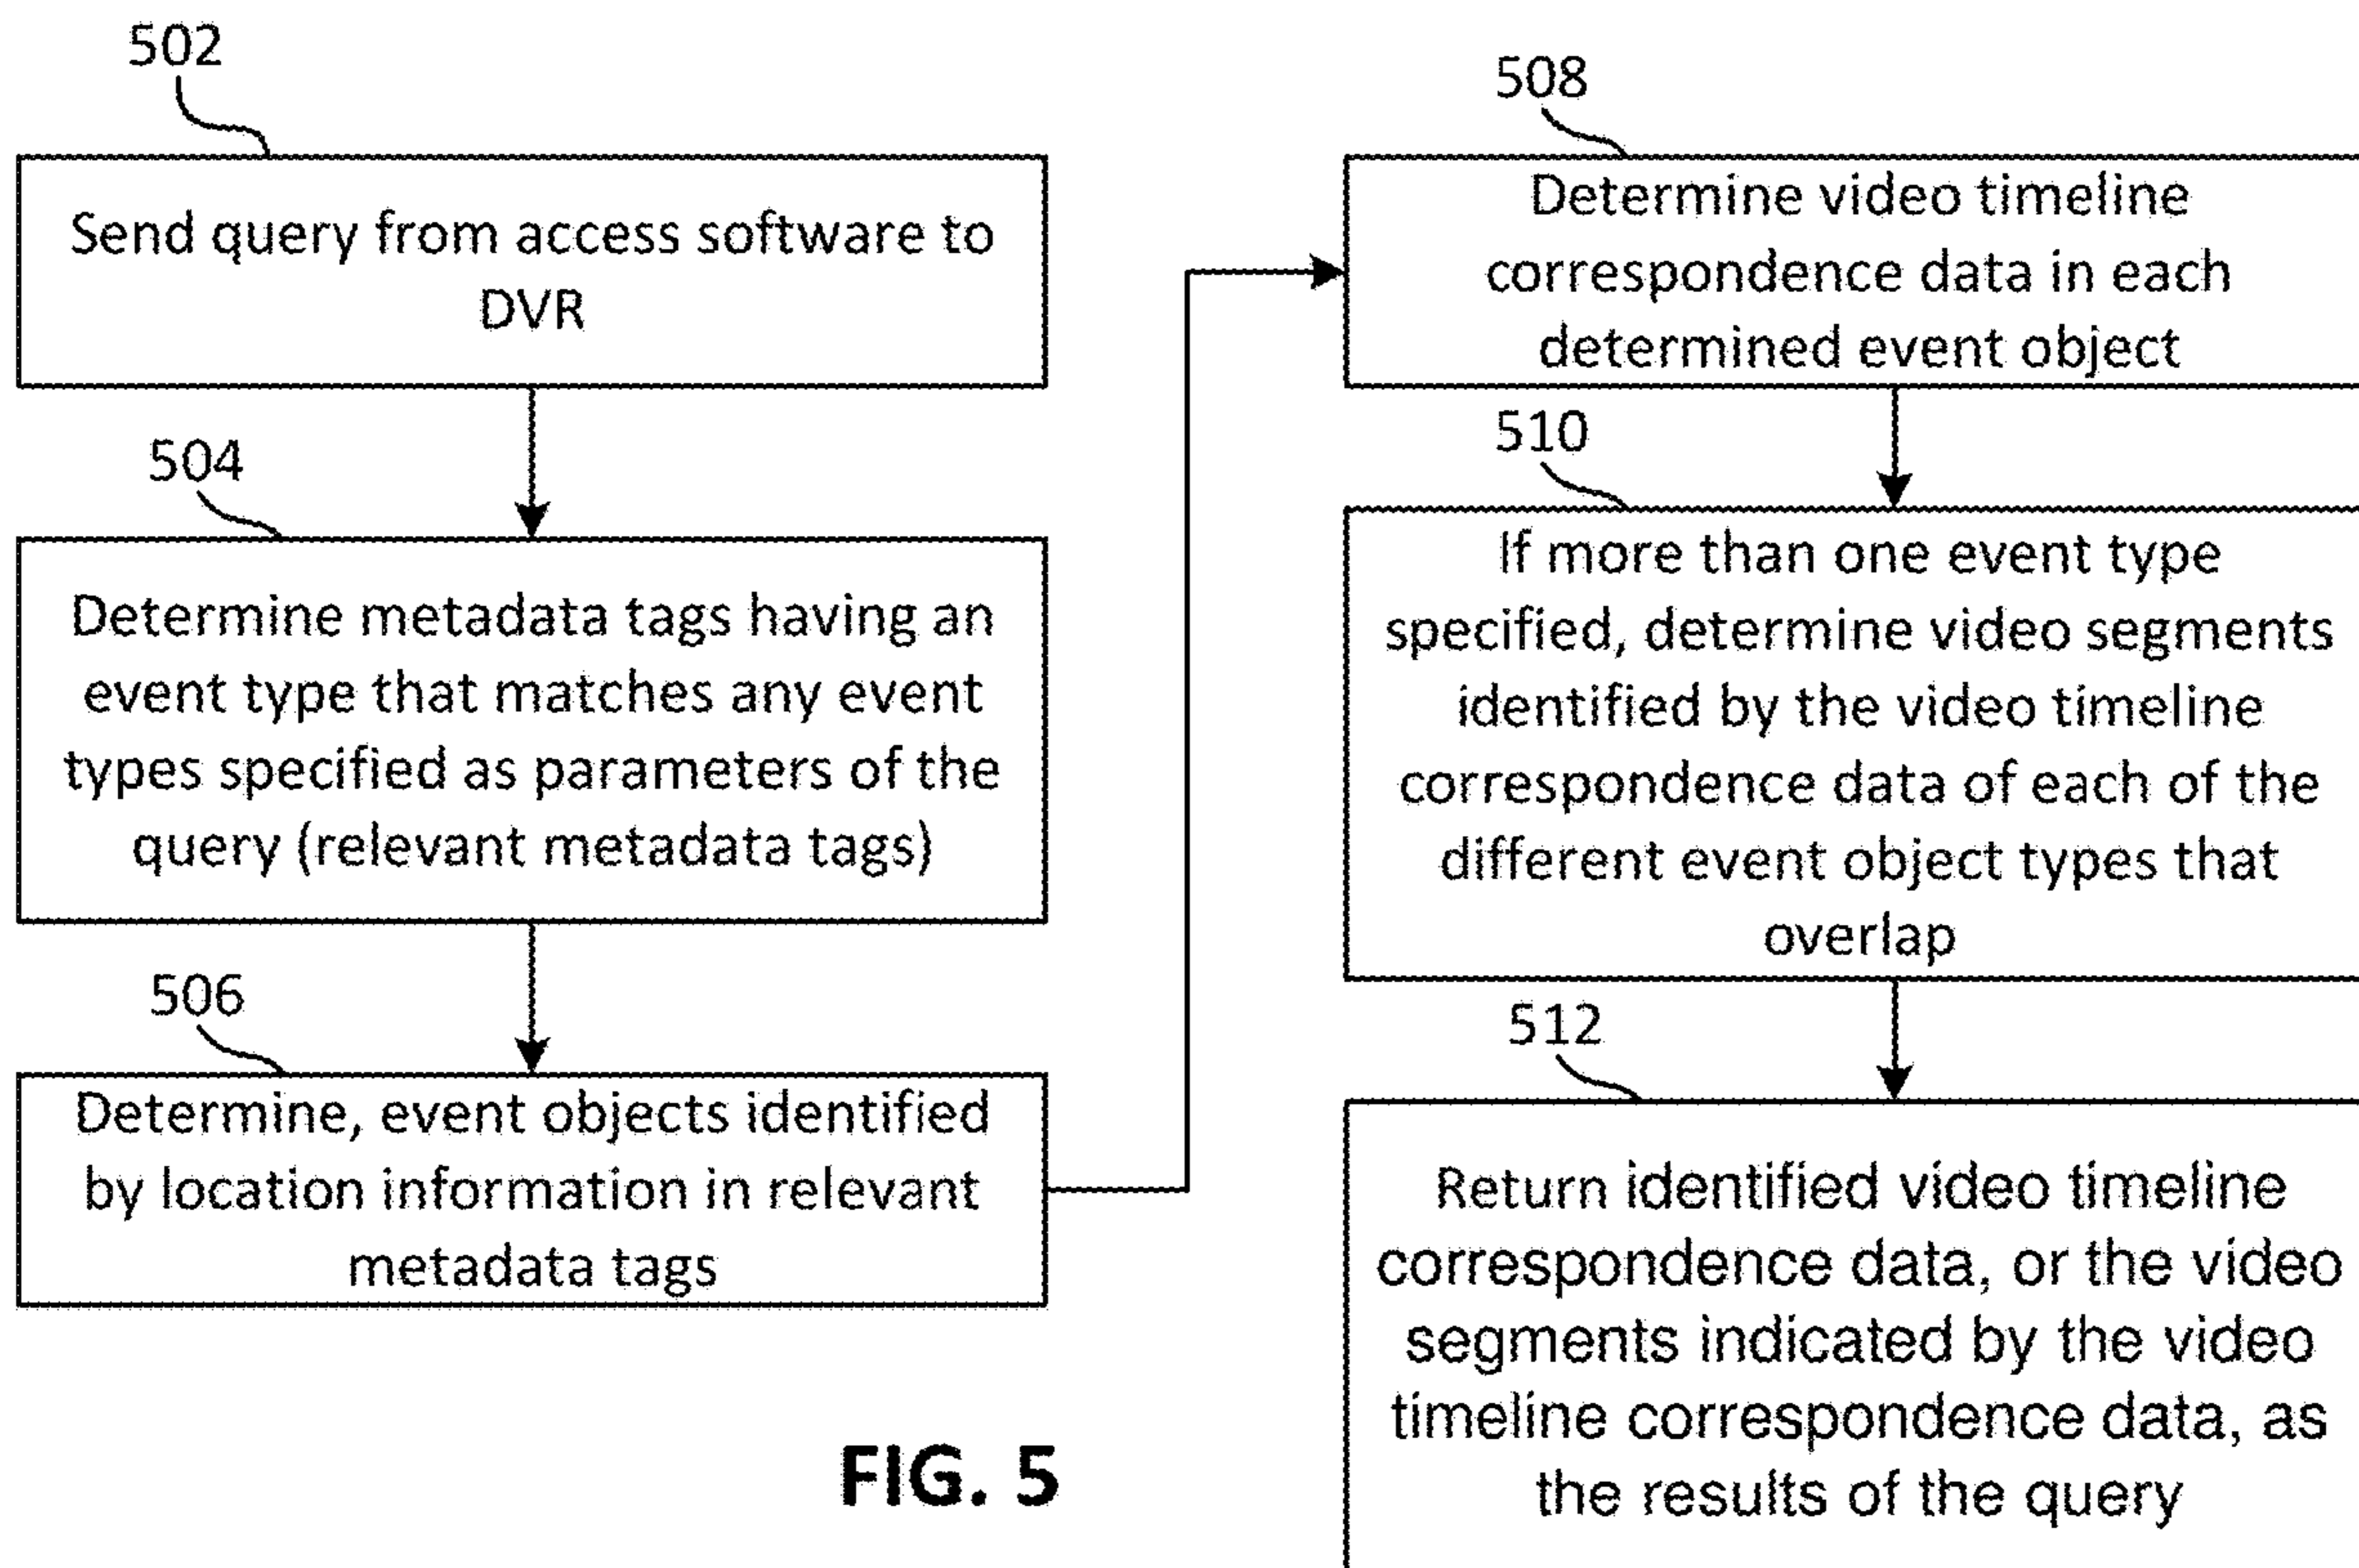 502
Send query from access software to
DVR
504
Determine metadata tags having an
event type that matches any event
types specified as parameters of the
query (relevant metadata tags)
506
Determine, event objects identified
by location information in relevant
metadata tags
508
Determine video timeline
correspondence data in each
determined event object
510
If more than one event type
specified, determine video segments
identified by the video timeline
correspondence data of each of the
different event object types that
overlap
512
Return identified video timeline
correspondence data, or the video
segments indicated by the video
timeline correspondence data, as
the results of the query
FIG. 5